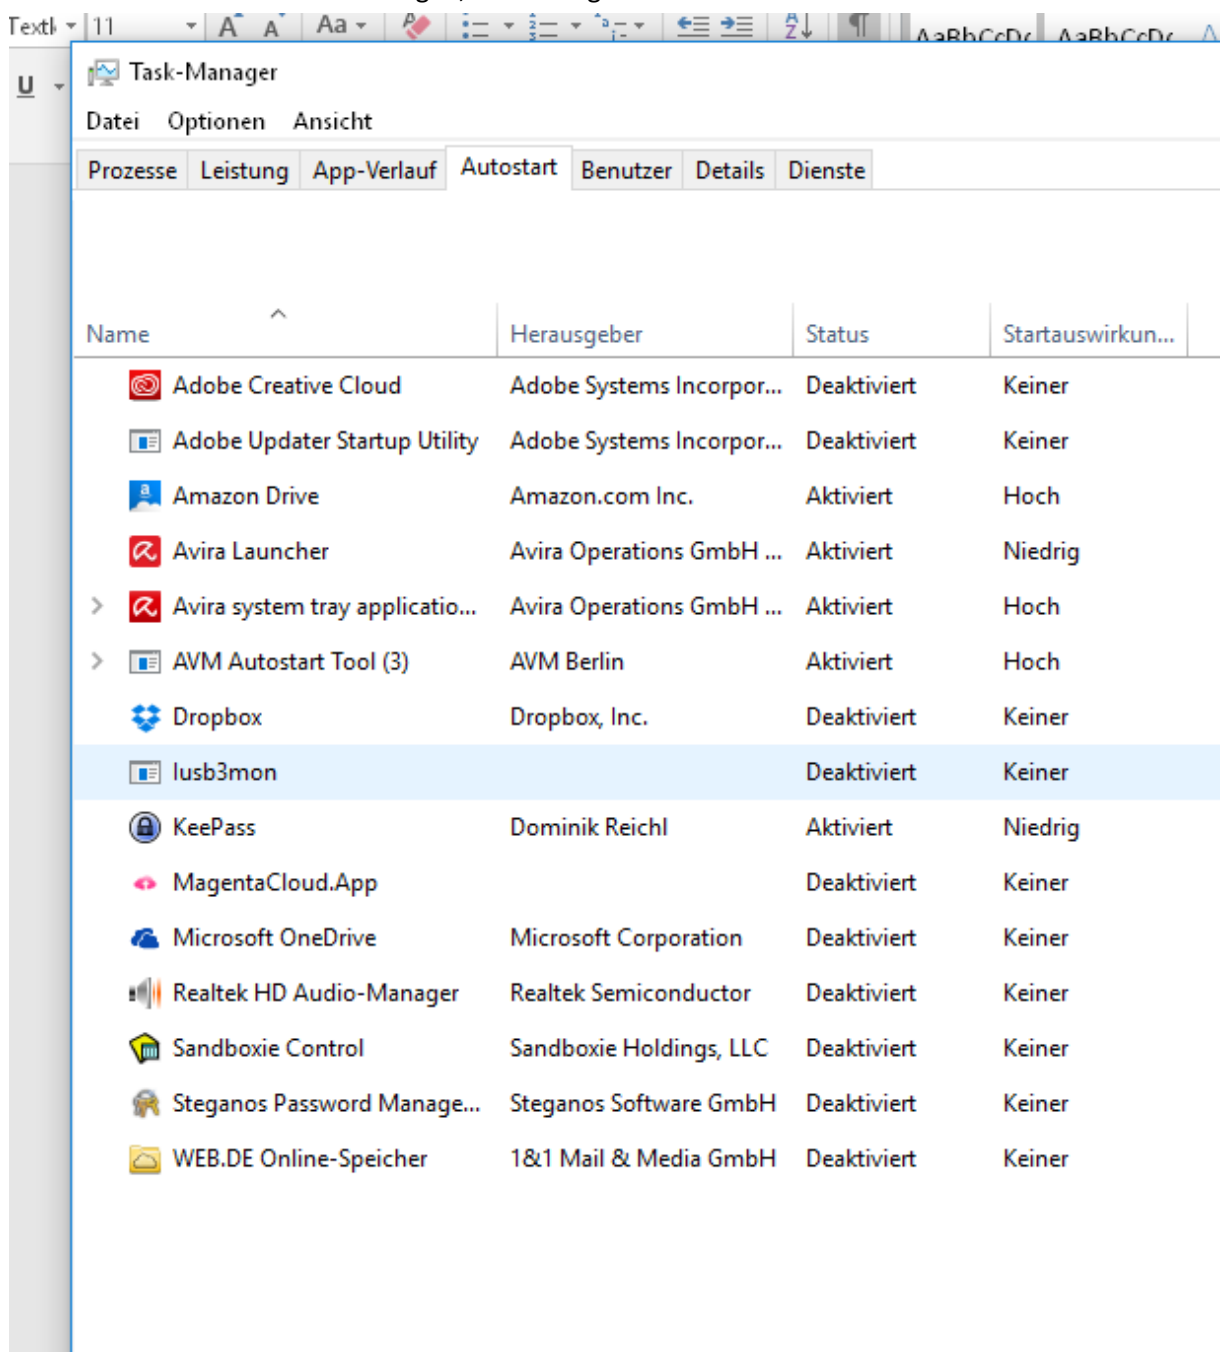 Textk 11 A A Aa
AaBbCcDc AaBbCcDc
U
Task-Manager
Datei Optionen Ansicht
Prozesse Leistung App-Verlauf Autostart Benutzer Details Dienste
Name Herausgeber Status Startauswirkun...
Adobe Creative Cloud Adobe Systems Incorpor... Deaktiviert Keiner
Adobe Updater Startup Utility Adobe Systems Incorpor... Deaktiviert Keiner
Amazon Drive Amazon.com Inc. Aktiviert Hoch
Avira Launcher Avira Operations GmbH ... Aktiviert Niedrig
Avira system tray applicatio... Avira Operations GmbH ... Aktiviert Hoch
AVM Autostart Tool (3) AVM Berlin Aktiviert Hoch
Dropbox Dropbox, Inc. Deaktiviert Keiner
Iusb3mon Deaktiviert Keiner
KeePass Dominik Reichl Aktiviert Niedrig
MagentaCloud.App Deaktiviert Keiner
Microsoft OneDrive Microsoft Corporation Deaktiviert Keiner
Realtek HD Audio-Manager Realtek Semiconductor Deaktiviert Keiner
Sandboxie Control Sandboxie Holdings, LLC Deaktiviert Keiner
Steganos Password Manage... Steganos Software GmbH Deaktiviert Keiner
WEB.DE Online-Speicher 1&1 Mail & Media GmbH Deaktiviert Keiner